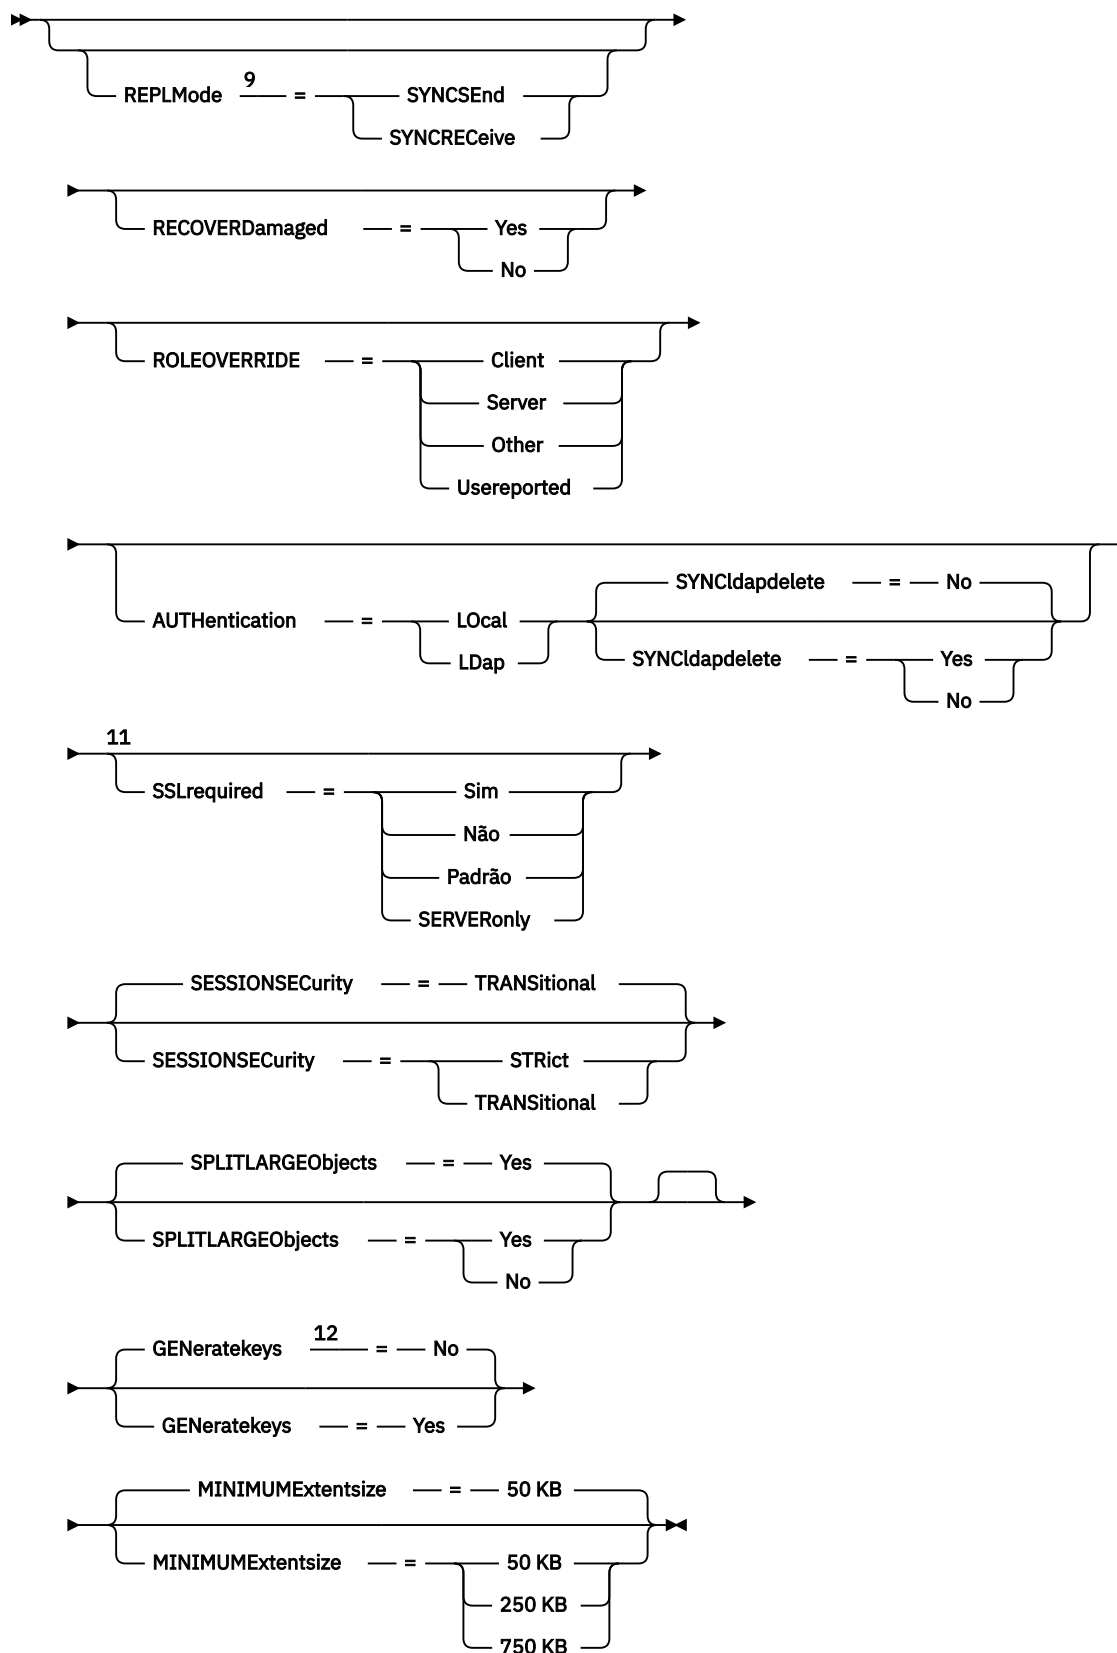 9
REPLMode = SYNCSEnd
SYNCRECeive
RECOVERDamaged = Yes
No
ROLEOVERRIDE = Client
Server
Other
Usereported
SYNCldapdelete = No
AUTHentication = LOcal
LDap
SYNCldapdelete = Yes
No
11
SSLrequired = Sim
Não
Padrão
SERVERonly
SESSIONSECurity = TRANSitional
SESSIONSECurity = STRict
TRANSitional
SPLITLARGEObjects = Yes
SPLITLARGEObjects = Yes
No
12
GENeratekeys = No
GENeratekeys = Yes
MINIMUMExtentsize = 50 KB
MINIMUMExtentsize = 50 KB
250 KB
750 KB